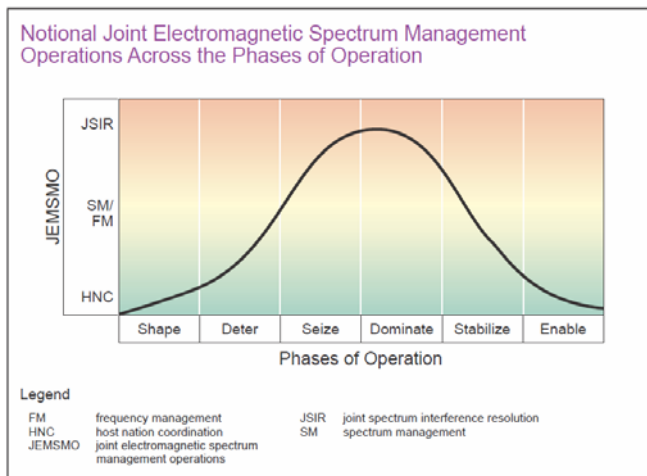 Notional Joint Electromagnetic Spectrum Management
Operations Across the Phases of Operation
JEMSMO
JSIR
SM/
FM
HNC
Shape Deter Seize Dominate Stabilize Enable
Phases of Operation
Legend
FM frequency management
HNC host nation coordination
JEMSMO joint electromagnetic spectrum
management operations
JSIR joint spectrum interference resolution
SM spectrum management